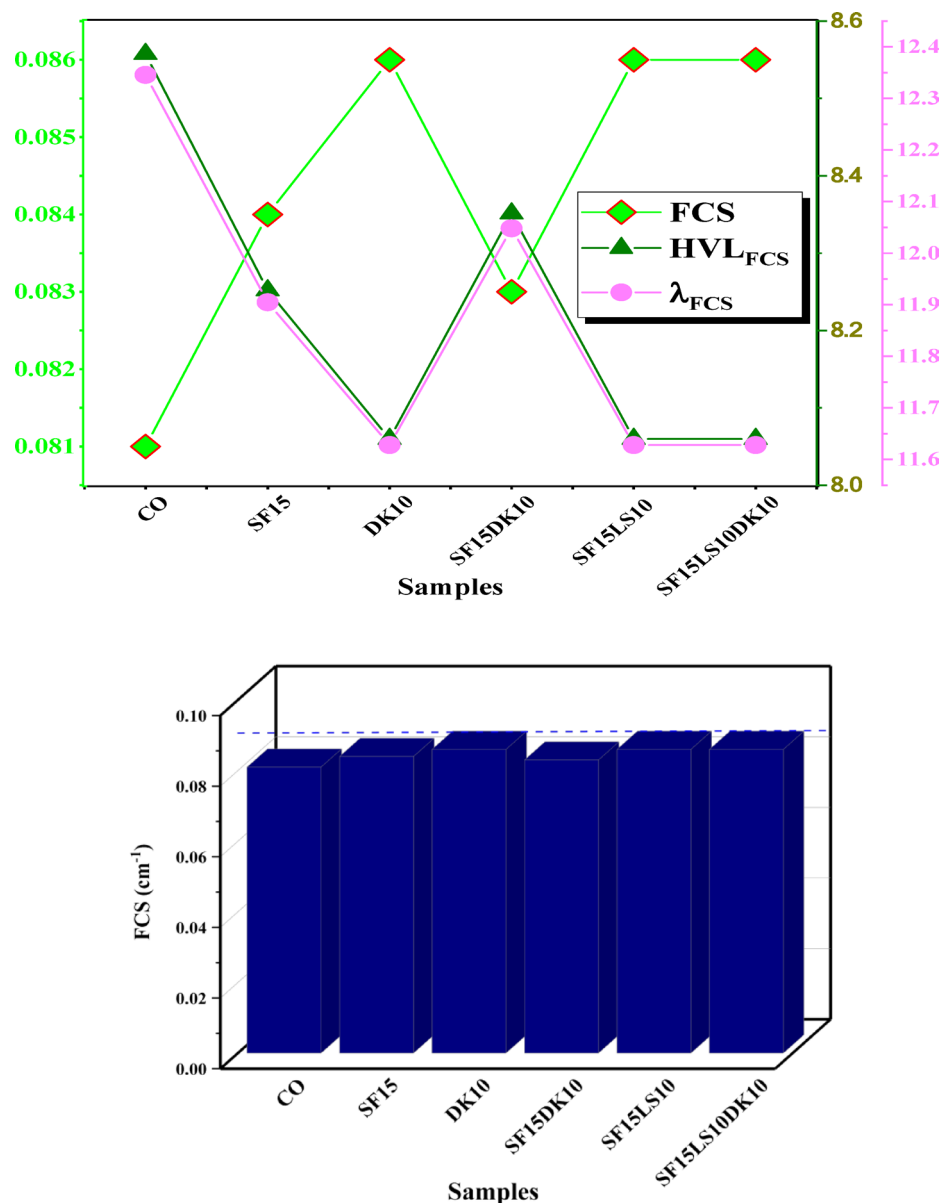 0.086
0.085
0.084
0.083
0.082
0.081
8.6
8.4
8.2
8.0
12.4
12.3
12.2
12.1
12.0
11.9
11.8
11.7
11.6
FCS
HVL_FCS
λ_FCS
CO
SF15
DK10
SF15DK10
SF15LS10
SF15LS10DK10
Samples
0.10
0.08
0.06
0.04
0.02
0.00
FCS (cm⁻¹)
CO
SF15
DK10
SF15DK10
SF15LS10
SF15LS10DK10
Samples